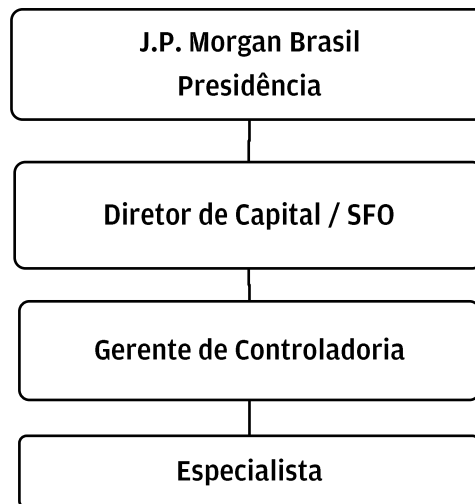 J.P. Morgan Brasil
Presidência
Diretor de Capital / SFO
Gerente de Controladoria
Especialista